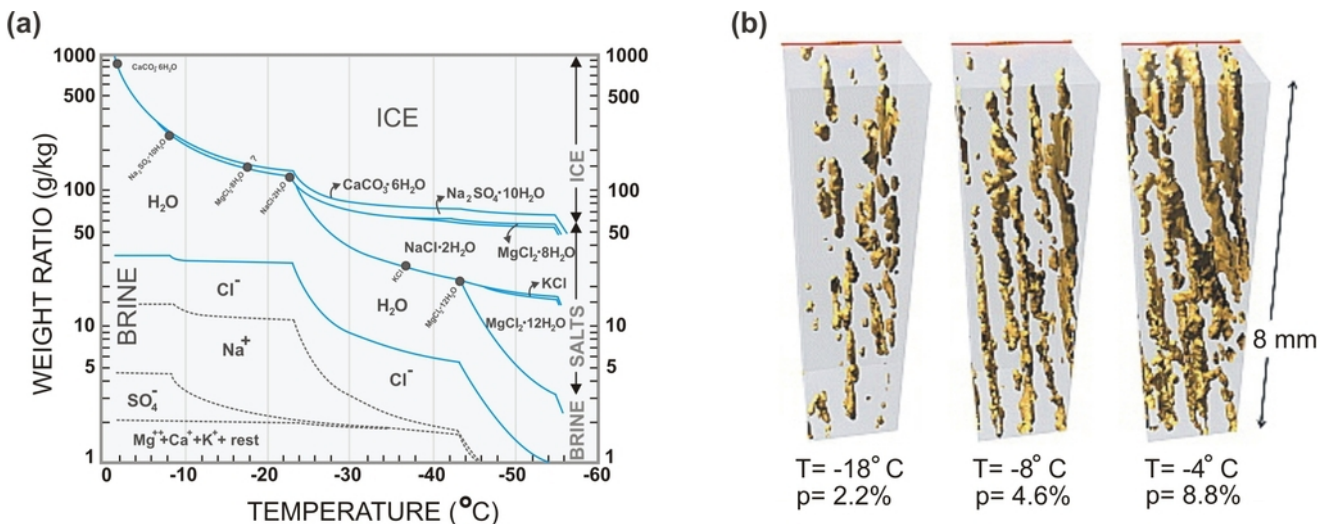 (a)
(b)
1000
500
100
50
10
5
1
WEIGHT RATIO (g/kg)
BRINE
CaCO3·6H2O
ICE
Na2SO4·10H2O
MgCl2·8H2O
?
NaCl·2H2O
CaCO3·6H2O
Na2SO4·10H2O
H2O
NaCl·2H2O
MgCl2·8H2O
KCl
KCl
Cl-
H2O
MgCl2·12H2O
MgCl2·12H2O
Na+
Cl-
SO4-
Mg+++Ca++K++ rest
1000
500
100
50
10
5
1
ICE
SALTS
BRINE
0 -10 -20 -30 -40 -50 -60
TEMPERATURE (°C)
8 mm
T= -18° C
p= 2.2%
T= -8° C
p= 4.6%
T= -4° C
p= 8.8%